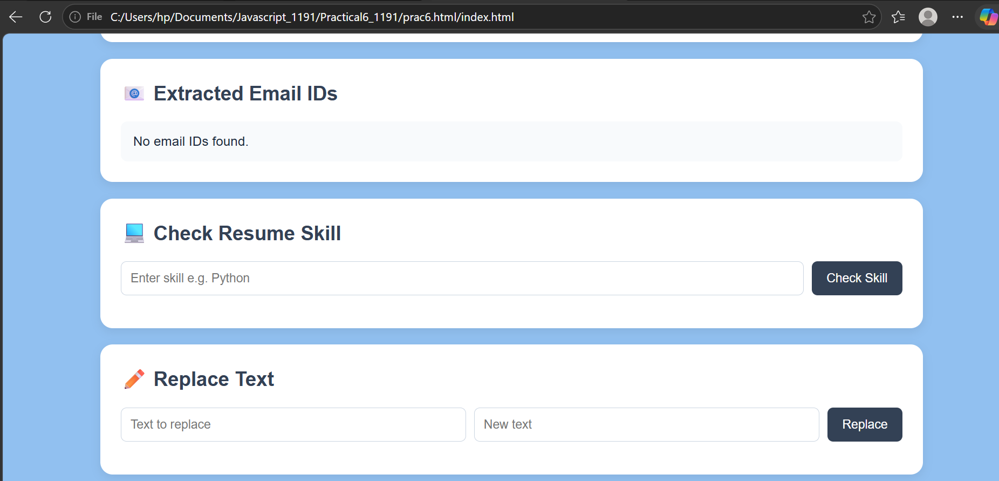 File C:/Users/hp/Documents/Javascript_1191/Practical6_1191/prac6.html/index.html
Extracted Email IDs
No email IDs found.
Check Resume Skill
Enter skill e.g. Python
Check Skill
Replace Text
Text to replace
New text
Replace